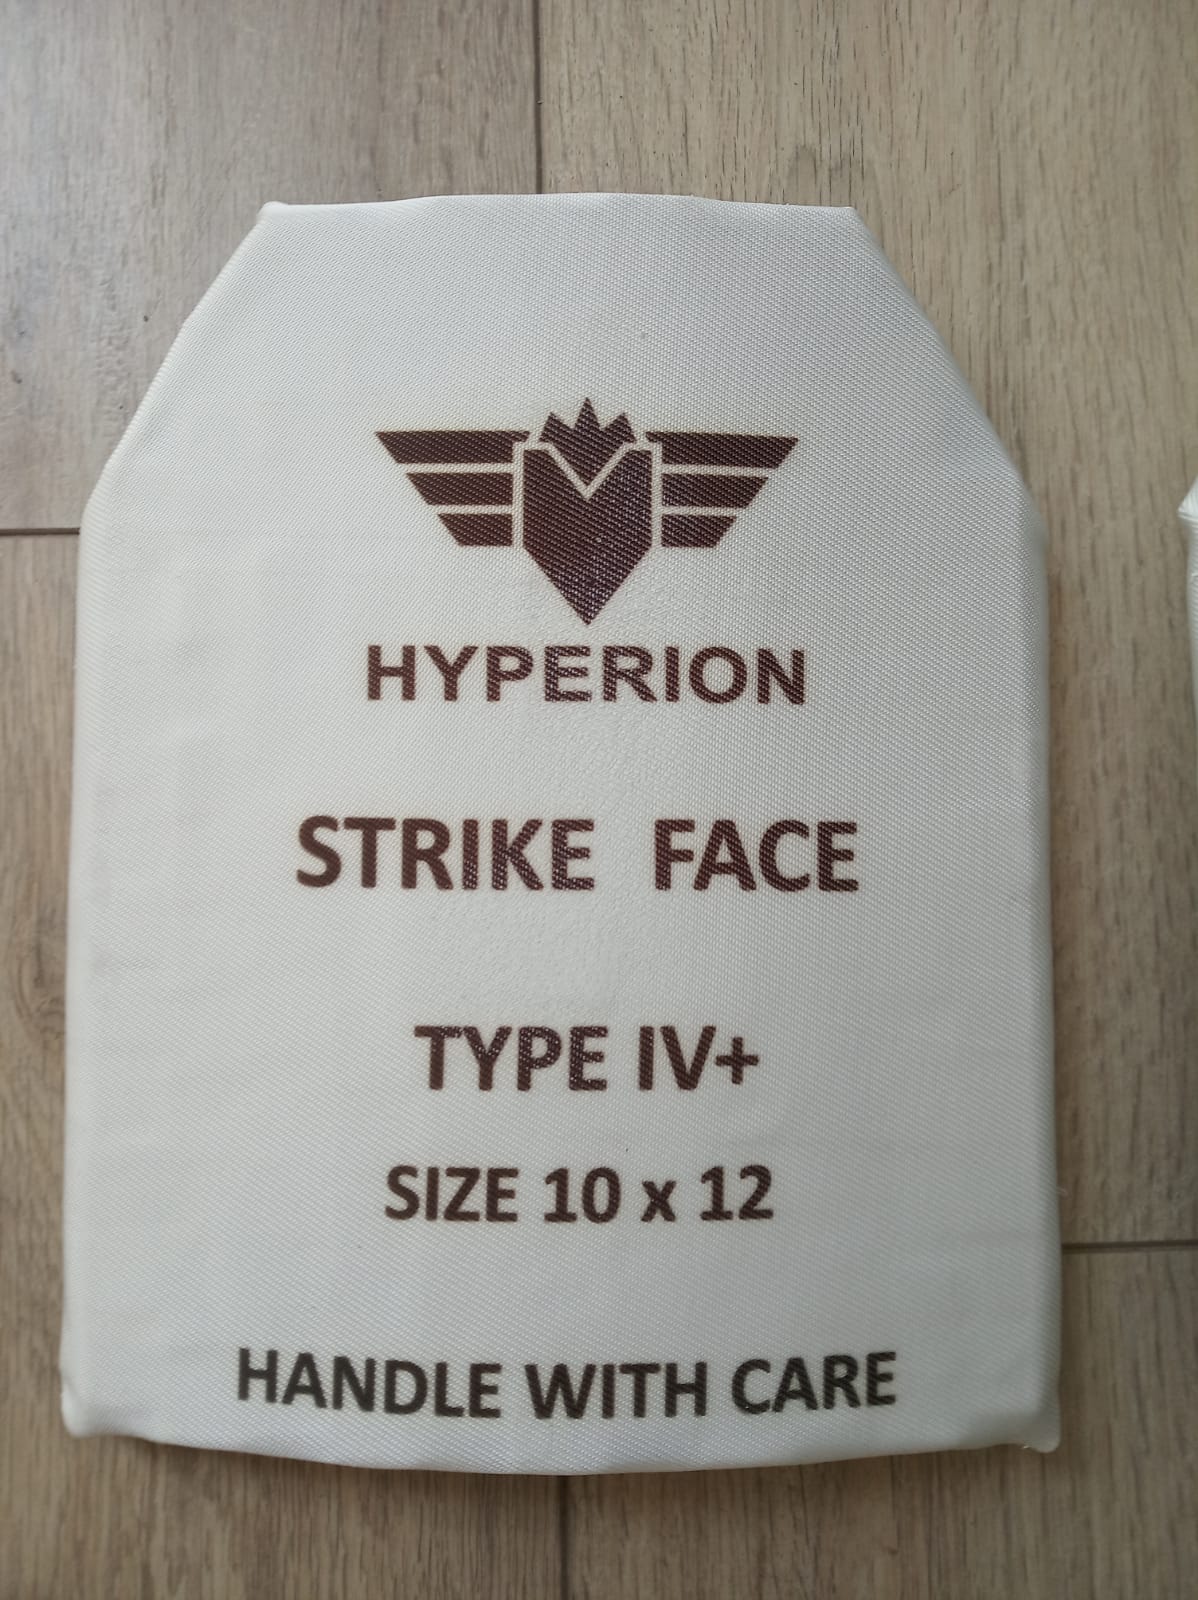 HYPERION
STRIKE FACE
TYPE IV+
SIZE 10 x 12
HANDLE WITH CARE